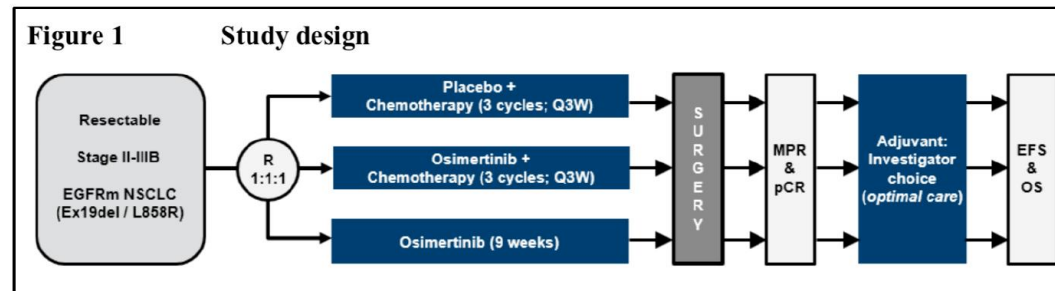 Figure 1 Study design
Resectable
Stage II-IIIB
EGFRm NSCLC
(Ex19del / L858R)
R
1:1:1
Placebo +
Chemotherapy (3 cycles; Q3W)
Osimertinib +
Chemotherapy (3 cycles; Q3W)
Osimertinib (9 weeks)
SURGERY
MPR
&
pCR
Adjuvant:
Investigator
choice
(optimal care)
EFS
&
OS